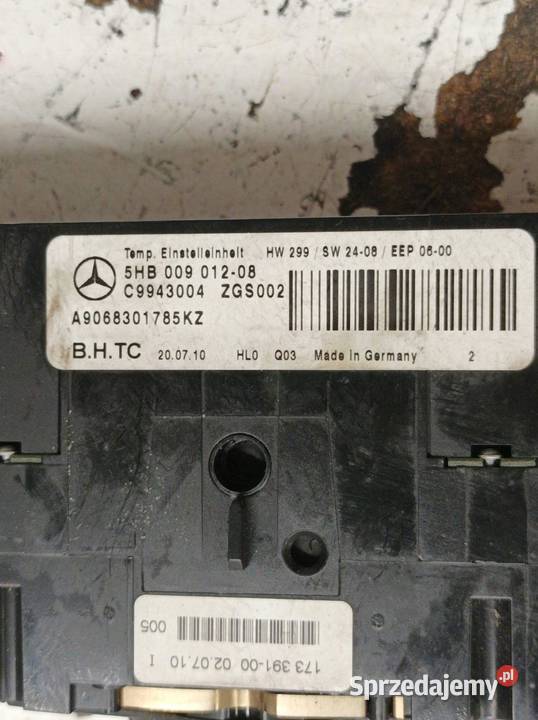 Temp. Einstelleinheit HW 299 / SW 24-08 / EEP 06-00
5HB 009 012-08
C9943004 ZGS002
A9068301785KZ
B.H.TC 20.07.10 HL0 Q03 Made in Germany 2
173 391-00 02.07.10 I
005
Sprzedajemy.pl